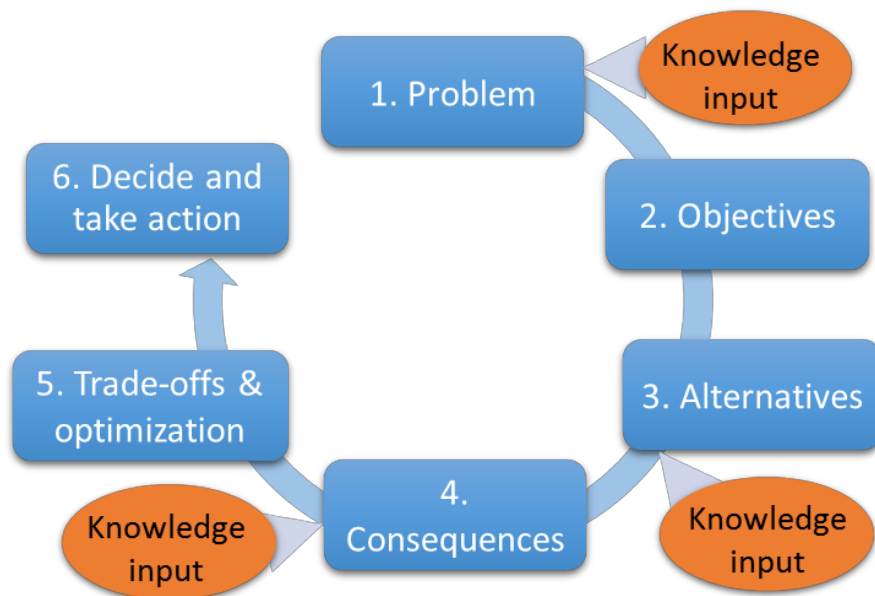 1. Problem
Knowledge
input
2. Objectives
3. Alternatives
Knowledge
input
4.
Consequences
Knowledge
input
5. Trade-offs &
optimization
6. Decide and
take action